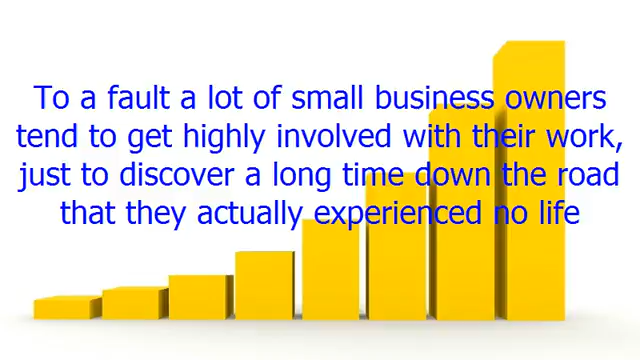 To a fault a lot of small business owners
tend to get highly involved with their work,
just to discover a long time down the road
that they actually experienced no life